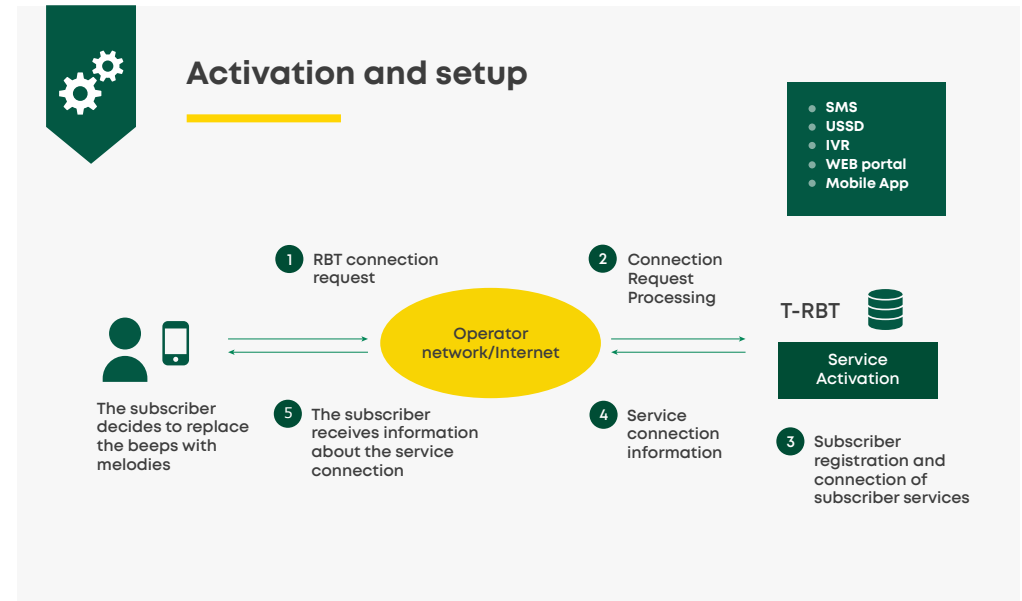 Activation and setup
SMS
USSD
IVR
WEB portal
Mobile App
1 RBT connection
request
2 Connection
Request
Processing
T-RBT
Operator
network/Internet
Service
Activation
The subscriber
decides to replace
the beeps with
melodies
5 The subscriber
receives information
about the service
connection
4 Service
connection
information
3 Subscriber
registration and
connection of
subscriber services